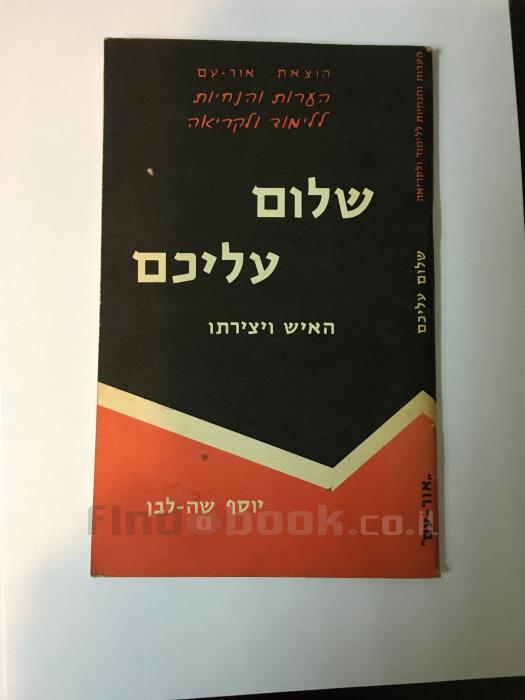 הוצאת אור-עם
הערות והנחיות
ללימוד ולקריאה
שלום
עליכם
האיש ויצירתו
יוסף שה-לבן
הערות והנחיות ללימוד ולקריאה
שלום עליכם
"אור-עם"
findabook.co.il